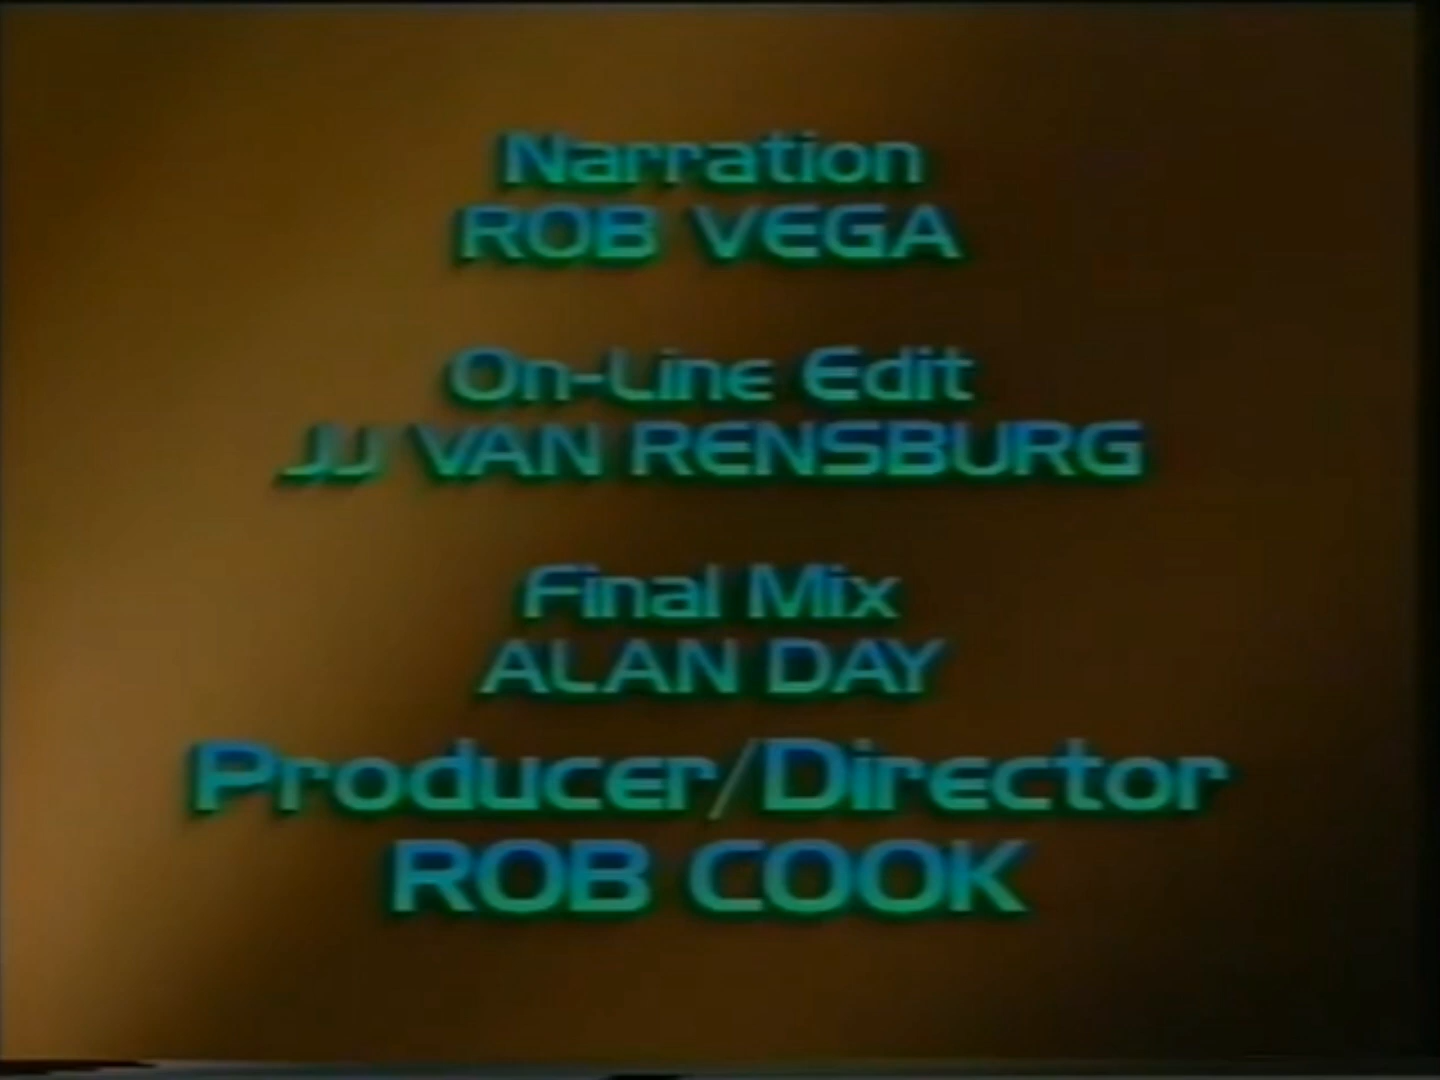 Narration
ROB VEGA
On-Line Edit
JJ VAN RENSBURG
Final Mix
ALAN DAY
Producer/Director
ROB COOK